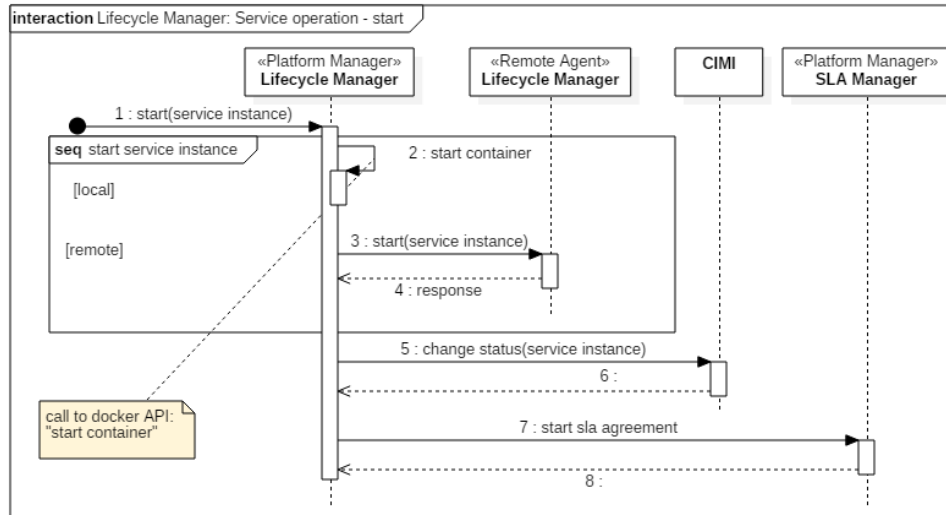 interaction Lifecycle Manager: Service operation - start
«Platform Manager»
Lifecycle Manager
«Remote Agent»
Lifecycle Manager
CIMI
«Platform Manager»
SLA Manager
1 : start(service instance)
seq start service instance
2 : start container
[local]
3 : start(service instance)
[remote]
4 : response
5 : change status(service instance)
6 :
call to docker API:
"start container"
7 : start sla agreement
8 :